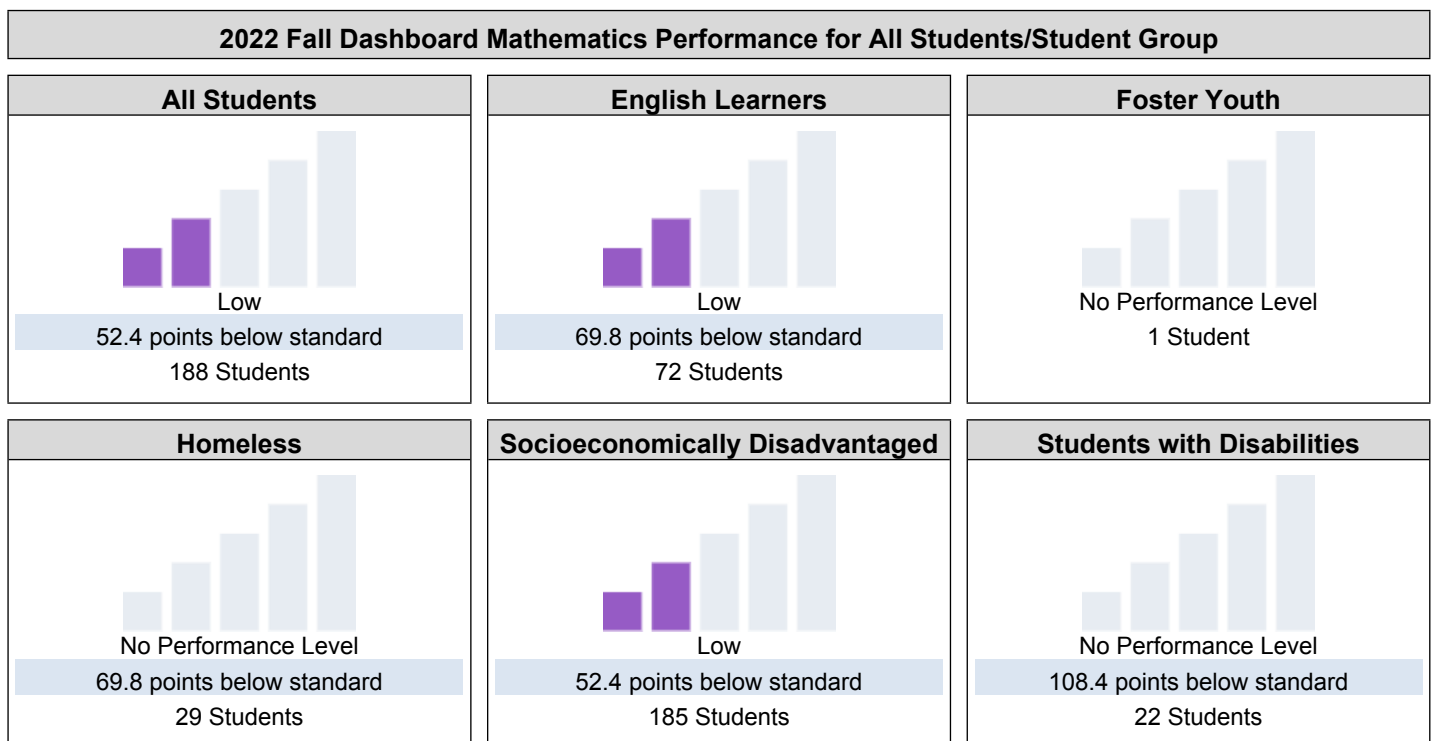 2022 Fall Dashboard Mathematics Performance for All Students/Student Group
All Students
Low
52.4 points below standard
188 Students
English Learners
Low
69.8 points below standard
72 Students
Foster Youth
No Performance Level
1 Student
Homeless
No Performance Level
69.8 points below standard
29 Students
Socioeconomically Disadvantaged
Low
52.4 points below standard
185 Students
Students with Disabilities
No Performance Level
108.4 points below standard
22 Students